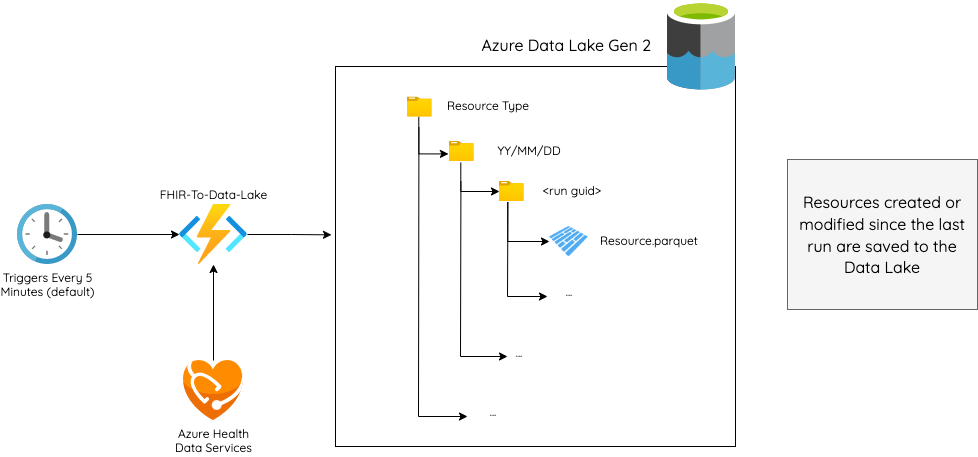 Azure Data Lake Gen 2
Resource Type
YY/MM/DD
<run guid>
Resource.parquet
...
...
...
FHIR-To-Data-Lake
Triggers Every 5
Minutes (default)
Azure Health
Data Services
Resources created or
modified since the last
run are saved to the
Data Lake